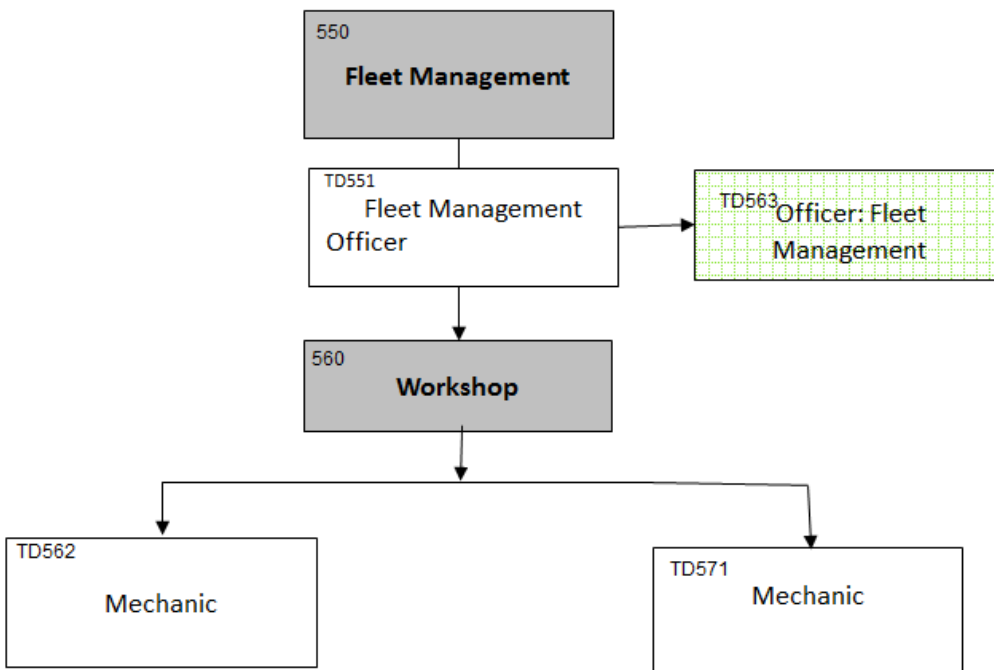 550
Fleet Management
TD551
Fleet Management
Officer
TD563
Officer: Fleet
Management
560
Workshop
TD562
Mechanic
TD571
Mechanic